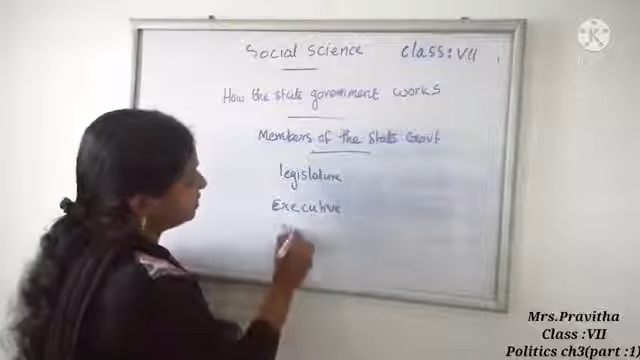 Social Science Class: VII
How the state government works
Members of the State Govt
legislature
Executive
Mrs.Pravitha
Class :VII
Politics ch3(part :1)